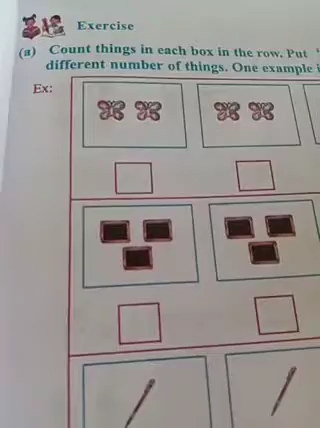 Exercise
(a) Count things in each box in the row. Put
different number of things. One example
Ex: